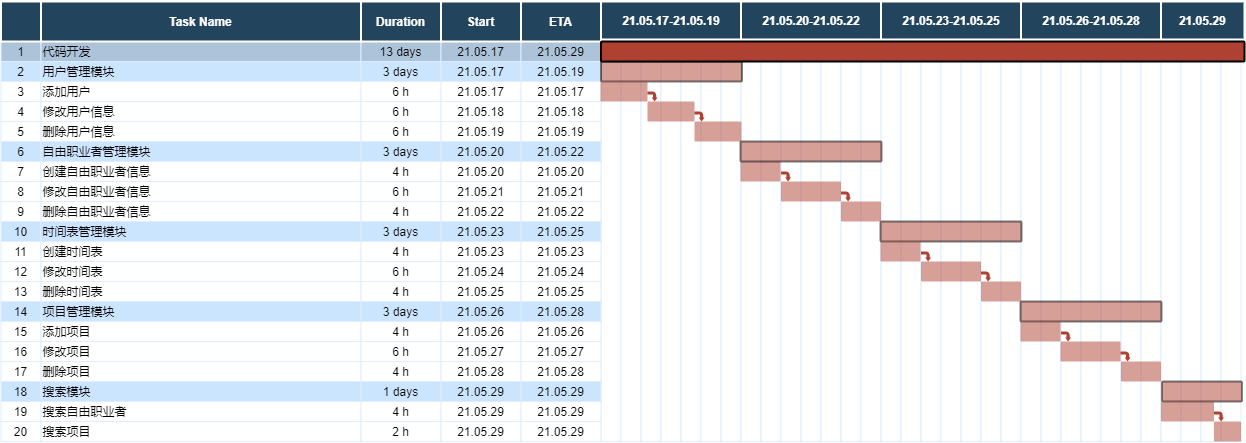 Task Name Duration Start ETA 21.05.17-21.05.19 21.05.20-21.05.22 21.05.23-21.05.25 21.05.26-21.05.28 21.05.29
1 代码开发 13 days 21.05.17 21.05.29
2 用户管理模块 3 days 21.05.17 21.05.19
3 添加用户 6 h 21.05.17 21.05.17
4 修改用户信息 6 h 21.05.18 21.05.18
5 删除用户信息 6 h 21.05.19 21.05.19
6 自由职业者管理模块 3 days 21.05.20 21.05.22
7 创建自由职业者信息 4 h 21.05.20 21.05.20
8 修改自由职业者信息 6 h 21.05.21 21.05.21
9 删除自由职业者信息 4 h 21.05.22 21.05.22
10 时间表管理模块 3 days 21.05.23 21.05.25
11 创建时间表 4 h 21.05.23 21.05.23
12 修改时间表 6 h 21.05.24 21.05.24
13 删除时间表 4 h 21.05.25 21.05.25
14 项目管理模块 3 days 21.05.26 21.05.28
15 添加项目 4 h 21.05.26 21.05.26
16 修改项目 6 h 21.05.27 21.05.27
17 删除项目 4 h 21.05.28 21.05.28
18 搜索模块 1 days 21.05.29 21.05.29
19 搜索自由职业者 4 h 21.05.29 21.05.29
20 搜索项目 2 h 21.05.29 21.05.29